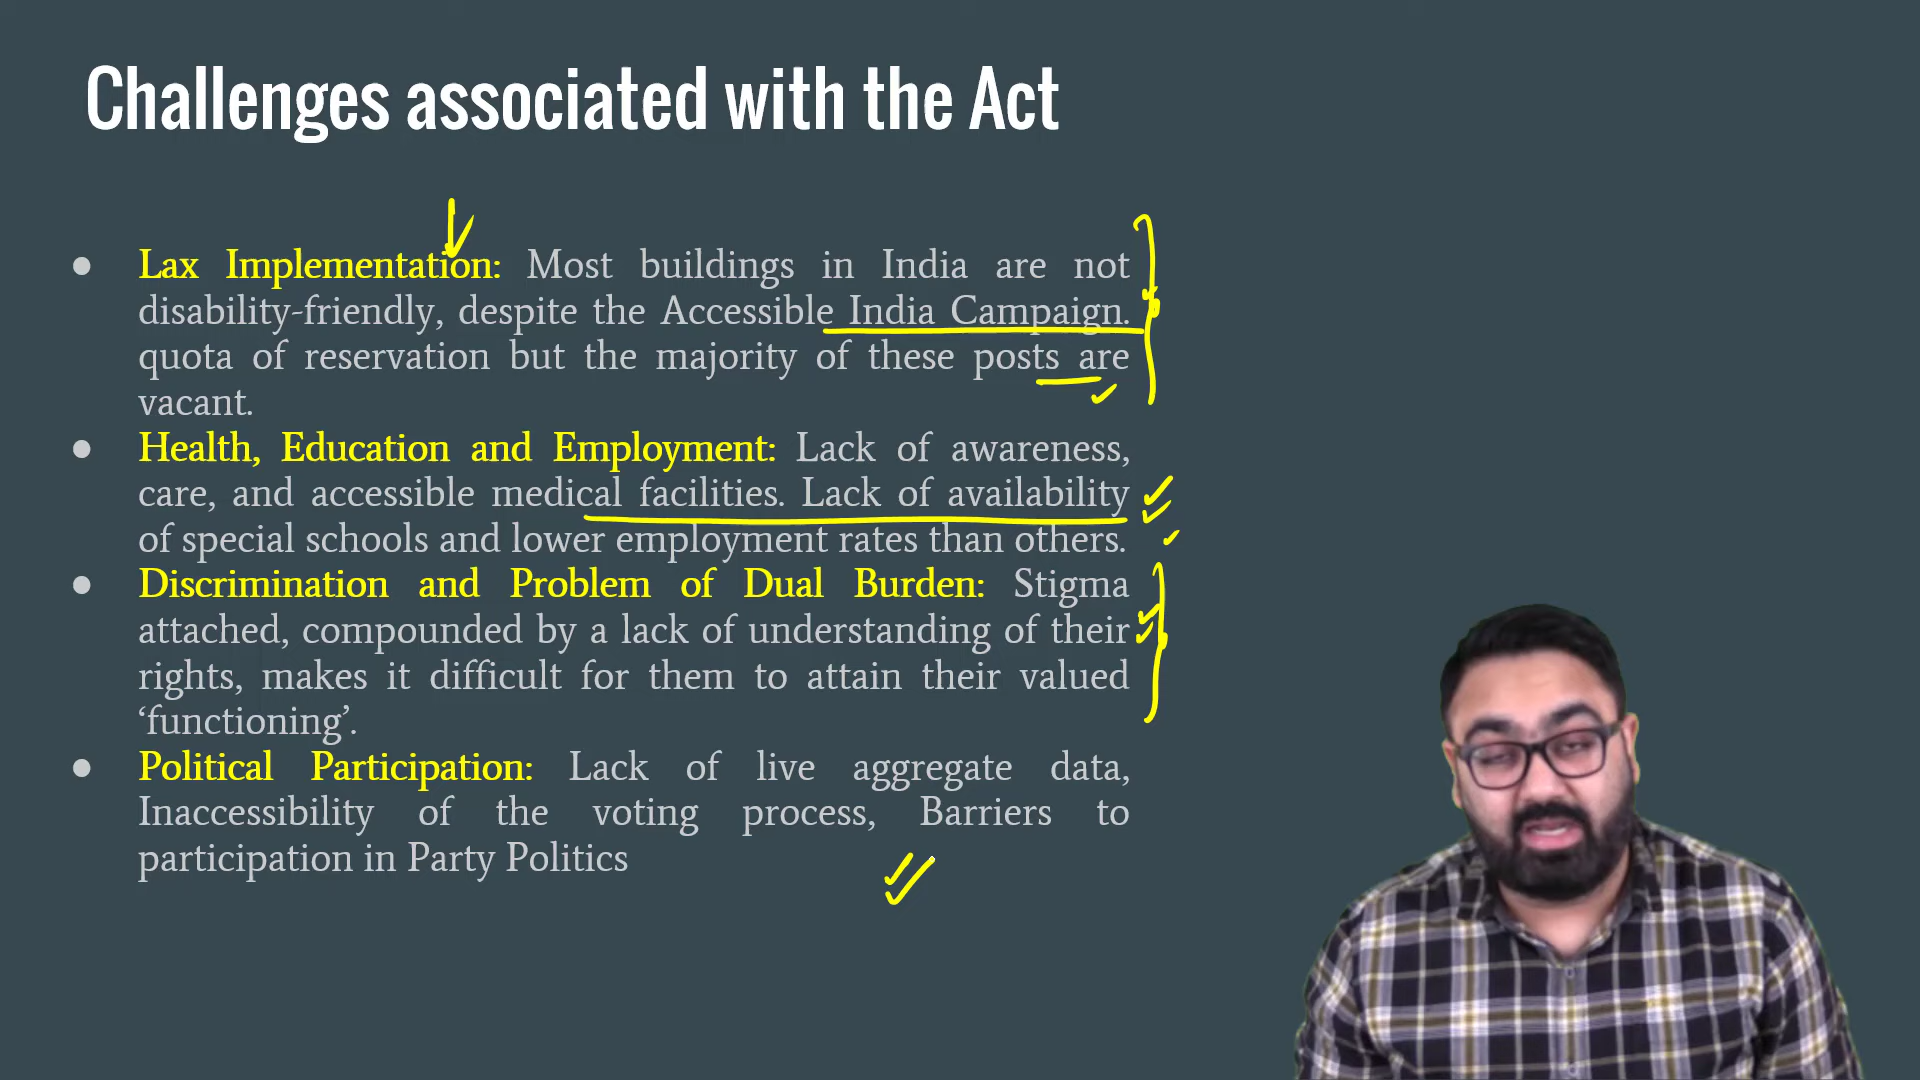 Challenges associated with the Act
● Lax Implementation: Most buildings in India are not
disability-friendly, despite the Accessible India Campaign.
quota of reservation but the majority of these posts are
vacant.
● Health, Education and Employment: Lack of awareness,
care, and accessible medical facilities. Lack of availability
of special schools and lower employment rates than others.
● Discrimination and Problem of Dual Burden: Stigma
attached, compounded by a lack of understanding of their
rights, makes it difficult for them to attain their valued
‘functioning’.
● Political Participation: Lack of live aggregate data,
Inaccessibility of the voting process, Barriers to
participation in Party Politics